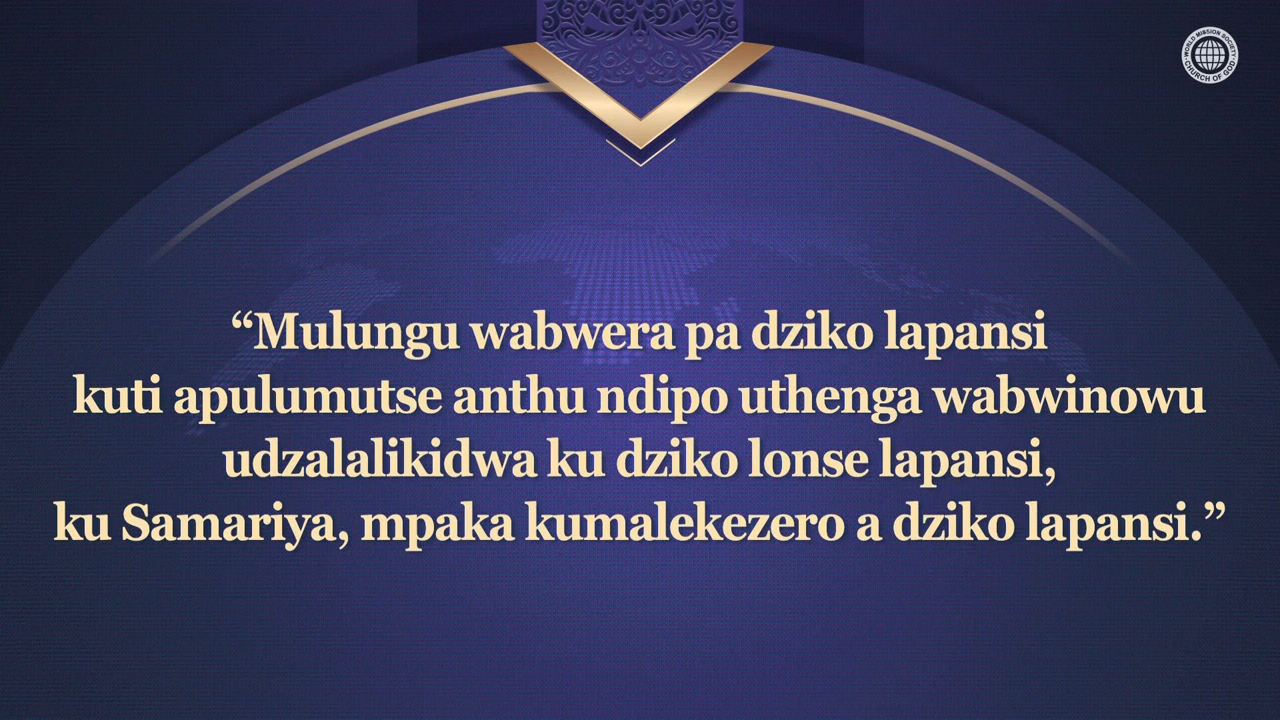 WORLD MISSION SOCIETY
CHURCH OF GOD
“Mulungu wabwera pa dziko lapansi
kuti apulumutse anthu ndipo uthenga wabwinowu
udzalalikidwa ku dziko lonse lapansi,
ku Samariya, mpaka kumalekezero a dziko lapansi.”